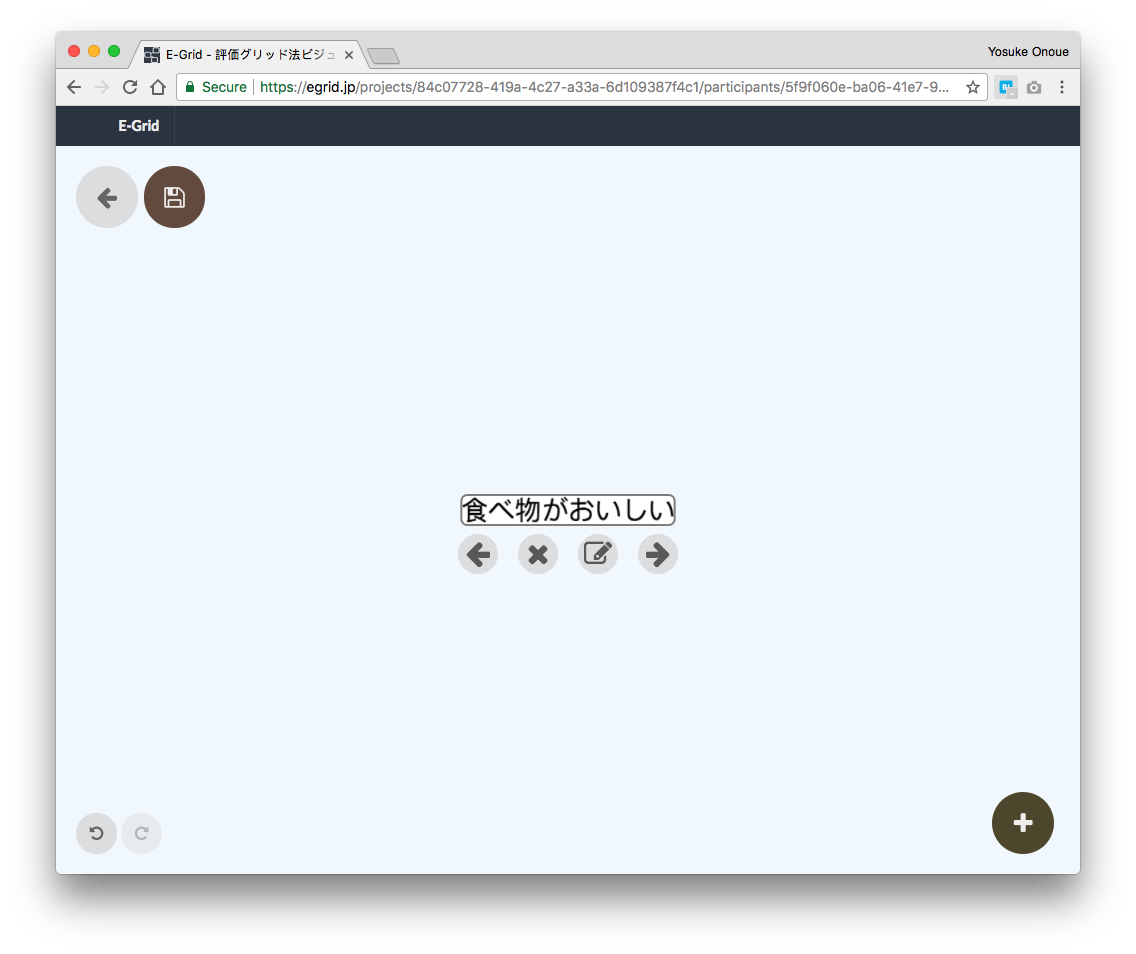 E-Grid - 評価グリッド法ビジュ
Yosuke Onoue
Secure https://egrid.jp/projects/84c07728-419a-4c27-a33a-6d109387f4c1/participants/5f9f060e-ba06-41e7-9...
E-Grid
食べ物がおいしい